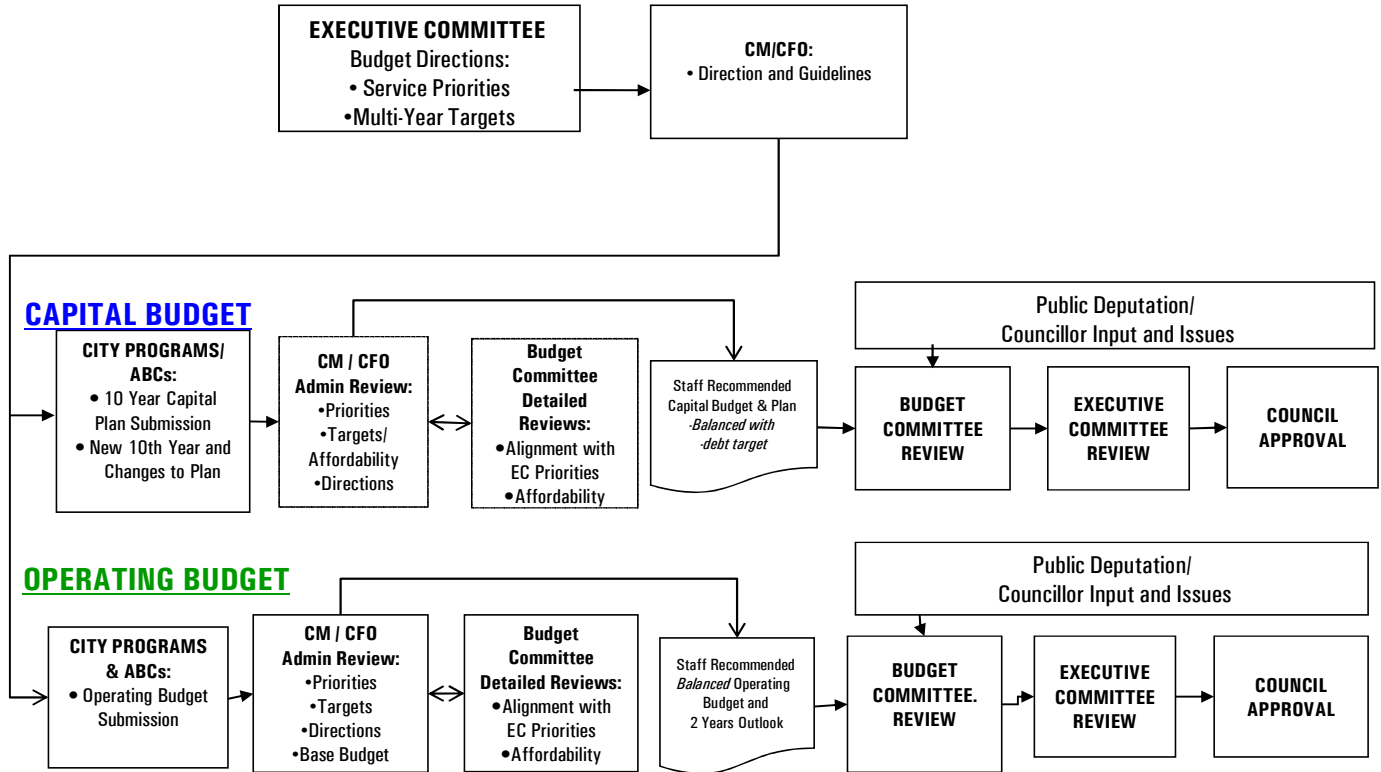 EXECUTIVE COMMITTEE
Budget Directions:
• Service Priorities
•Multi-Year Targets
CM/CFO:
• Direction and Guidelines
CAPITAL BUDGET
CITY PROGRAMS/
ABCs:
• 10 Year Capital
Plan Submission
• New 10th Year and
Changes to Plan
CM / CFO
Admin Review:
•Priorities
•Targets/
Affordability
•Directions
Budget
Committee
Detailed
Reviews:
•Alignment with
EC Priorities
•Affordability
Staff Recommended
Capital Budget & Plan
-Balanced with
-debt target
Public Deputation/
Councillor Input and Issues
BUDGET
COMMITTEE
REVIEW
EXECUTIVE
COMMITTEE
REVIEW
COUNCIL
APPROVAL
OPERATING BUDGET
CITY PROGRAMS
& ABCs:
• Operating Budget
Submission
CM / CFO
Admin Review:
•Priorities
•Targets
•Directions
•Base Budget
Budget
Committee
Detailed Reviews:
•Alignment with
EC Priorities
•Affordability
Staff Recommended
Balanced Operating
Budget and
2 Years Outlook
Public Deputation/
Councillor Input and Issues
BUDGET
COMMITTEE.
REVIEW
EXECUTIVE
COMMITTEE
REVIEW
COUNCIL
APPROVAL